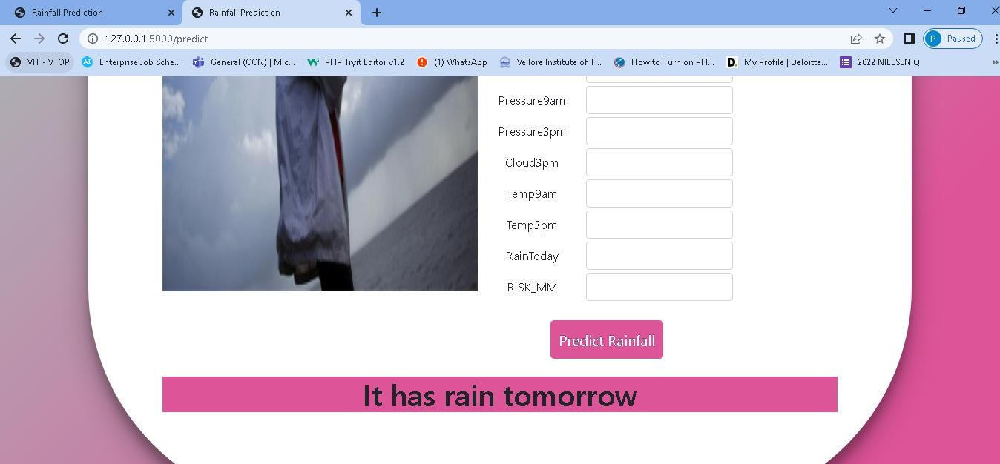 Rainfall Prediction
Rainfall Prediction
127.0.0.1:5000/predict
P Paused
VIT - VTOP
AI Enterprise Job Sche...
General (CCN) | Mic...
PHP Tryit Editor v1.2
(1) WhatsApp
Vellore Institute of T...
How to Turn on PH...
D. My Profile | Deloitte...
2022 NIELSENIQ
»
Pressure9am
Pressure3pm
Cloud3pm
Temp9am
Temp3pm
RainToday
RISK_MM
Predict Rainfall
It has rain tomorrow